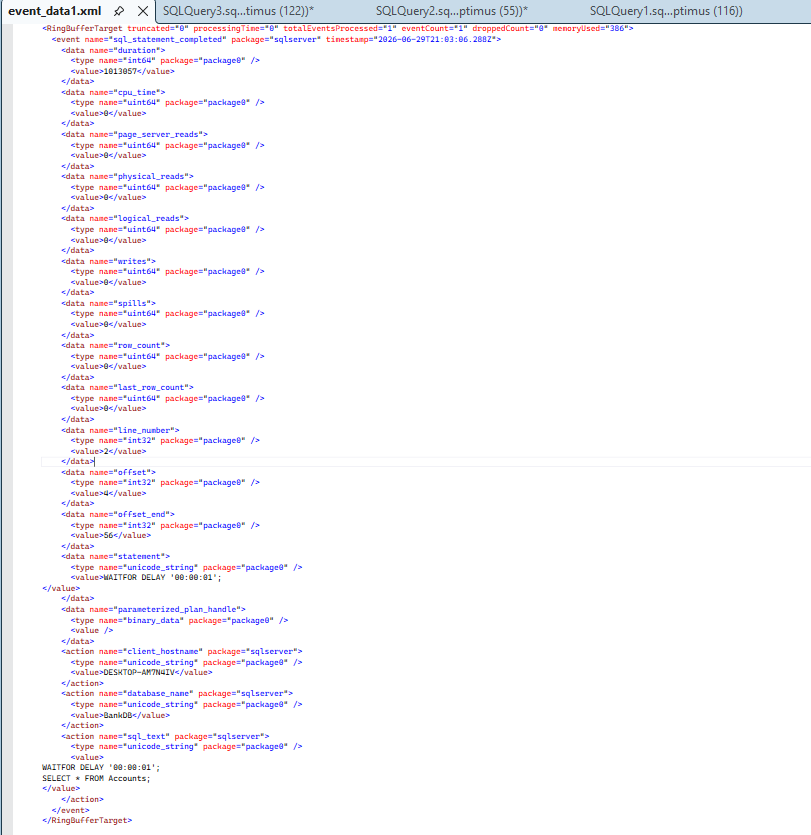 event_data1.xml SQLQuery3.sq...timus (122))* SQLQuery2.sq...ptimus (55))* SQLQuery1.sq...ptimus (116))
<RingBufferTarget truncated="0" processingTime="0" totalEventsProcessed="1" eventCount="1" droppedCount="0" memoryUsed="386">
<event name="sql_statement_completed" package="sqlserver" timestamp="2026-06-29T21:03:06.288Z">
<data name="duration">
<type name="int64" package="package0" />
<value>1013057</value>
</data>
<data name="cpu_time">
<type name="uint64" package="package0" />
<value>0</value>
</data>
<data name="page_server_reads">
<type name="uint64" package="package0" />
<value>0</value>
</data>
<data name="physical_reads">
<type name="uint64" package="package0" />
<value>0</value>
</data>
<data name="logical_reads">
<type name="uint64" package="package0" />
<value>0</value>
</data>
<data name="writes">
<type name="uint64" package="package0" />
<value>0</value>
</data>
<data name="spills">
<type name="uint64" package="package0" />
<value>0</value>
</data>
<data name="row_count">
<type name="uint64" package="package0" />
<value>0</value>
</data>
<data name="last_row_count">
<type name="uint64" package="package0" />
<value>0</value>
</data>
<data name="line_number">
<type name="int32" package="package0" />
<value>2</value>
</data>
<data name="offset">
<type name="int32" package="package0" />
<value>4</value>
</data>
<data name="offset_end">
<type name="int32" package="package0" />
<value>56</value>
</data>
<data name="statement">
<type name="unicode_string" package="package0" />
<value>WAITFOR DELAY '00:00:01';
</value>
</data>
<data name="parameterized_plan_handle">
<type name="binary_data" package="package0" />
<value />
</data>
<action name="client_hostname" package="sqlserver">
<type name="unicode_string" package="package0" />
<value>DESKTOP-AM7N4IV</value>
</action>
<action name="database_name" package="sqlserver">
<type name="unicode_string" package="package0" />
<value>BankDB</value>
</action>
<action name="sql_text" package="sqlserver">
<type name="unicode_string" package="package0" />
<value>
WAITFOR DELAY '00:00:01';
SELECT * FROM Accounts;
</value>
</action>
</event>
</RingBufferTarget>